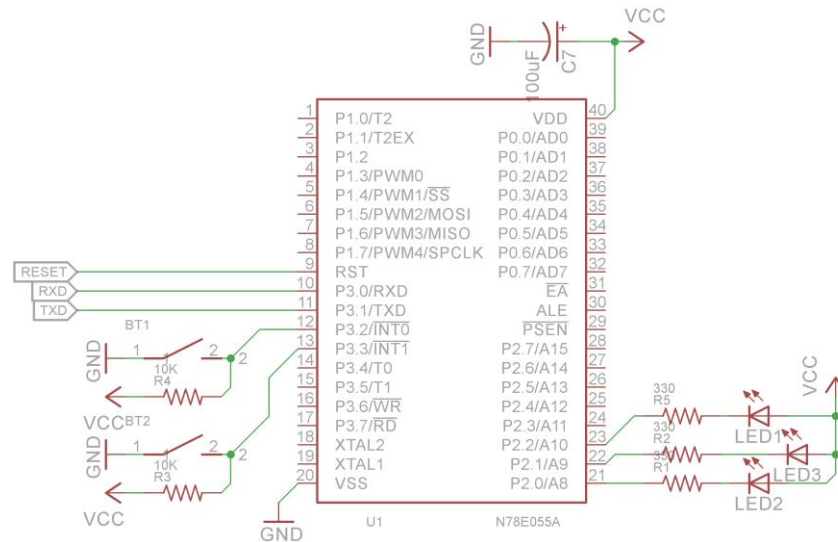 VCC
GND
100uF
C7
+
1 P1.0/T2 VDD 40
2 P1.1/T2EX P0.0/AD0 39
3 P1.2 P0.1/AD1 38
4 P1.3/PWM0 P0.2/AD2 37
5 P1.4/PWM1/SS P0.3/AD3 36
6 P1.5/PWM2/MOSI P0.4/AD4 35
7 P1.6/PWM3/MISO P0.5/AD5 34
8 P1.7/PWM4/SPCLK P0.6/AD6 33
RESET 9 RST P0.7/AD7 32
RXD 10 P3.0/RXD EA 31
TXD 11 P3.1/TXD ALE 30
12 P3.2/INT0 PSEN 29
13 P3.3/INT1 P2.7/A15 28
14 P3.4/T0 P2.6/A14 27
15 P3.5/T1 P2.5/A13 26
16 P3.6/WR P2.4/A12 25
17 P3.7/RD P2.3/A11 24
18 XTAL2 P2.2/A10 23
19 XTAL1 P2.1/A9 22
20 VSS P2.0/A8 21
U1 N78E055A
BT1
GND 1 2 2
10K
R4
VCC
BT2
GND 1 2 2
10K
R3
VCC
GND
VCC
330
R5
LED1
330
R2
LED3
R1
LED2